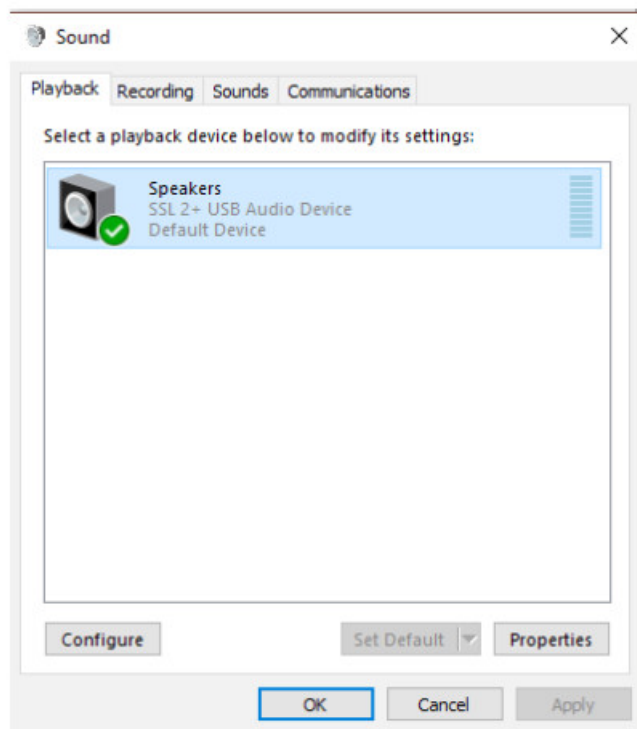 Sound
Playback Recording Sounds Communications
Select a playback device below to modify its settings:
Speakers
SSL 2+ USB Audio Device
Default Device
Configure Set Default Properties
OK Cancel Apply